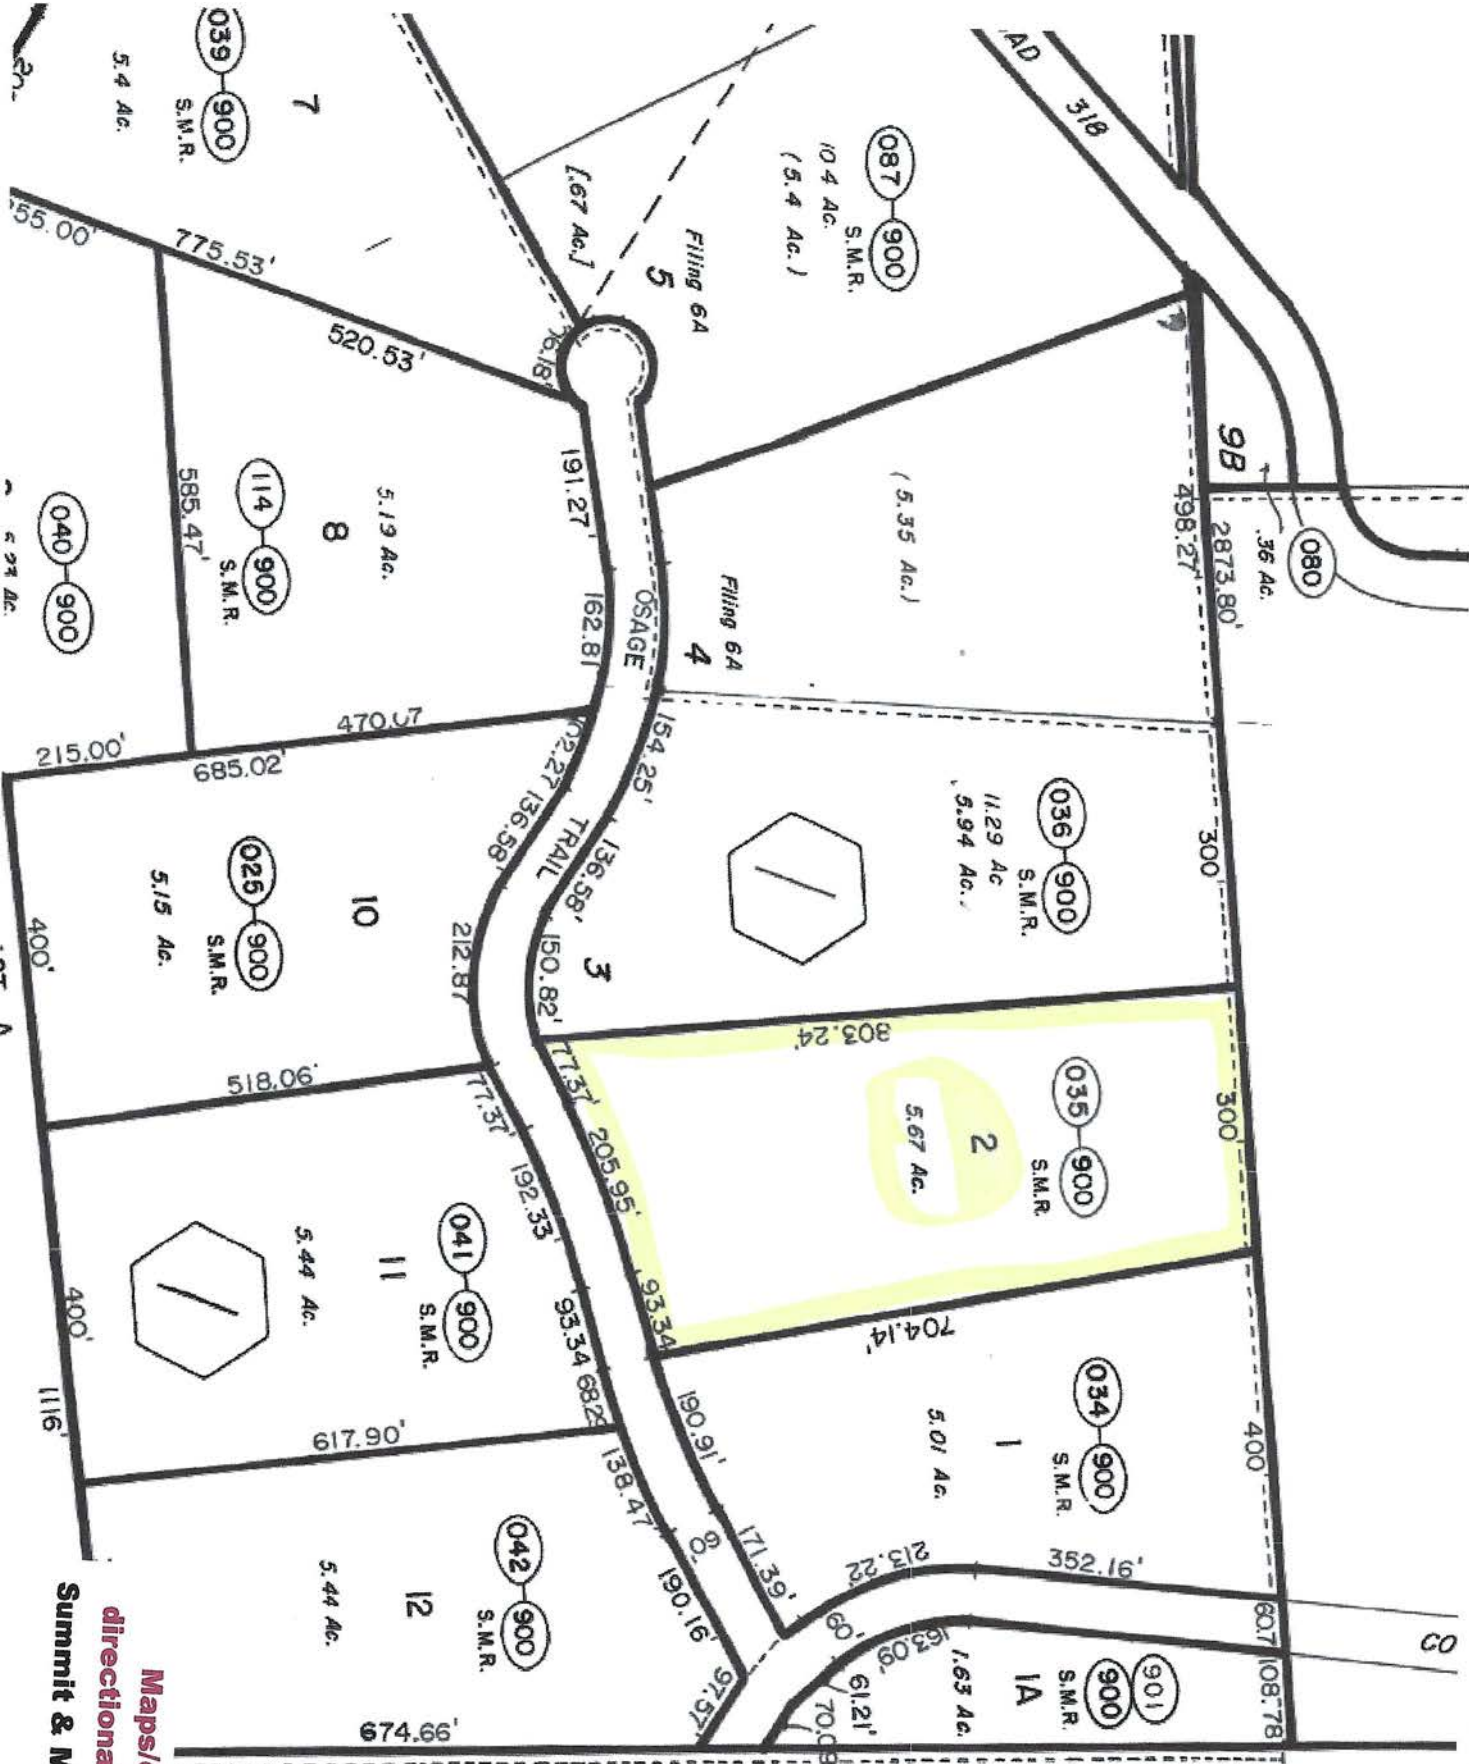 039
900
S.M.R.
5.4 Ac.
7
55.00'
775.53'
520.53'
[.67 Ac.]
087
900
S.M.R.
10.4 Ac.
(5.4 Ac.)
Filing 6A
5
AD
318
9B
.36 Ac.
080
498.27'
2873.80'
(5.35 Ac.)
Filing 6A
4
191.27'
162.81'
OSAGE
TRAIL
114
900
S.M.R.
8
5.19 Ac.
585.47'
040
900
470.07
215.00'
685.02'
154.25'
136.58'
136.58'
150.82'
212.87'
3
036
900
S.M.R.
11.29 Ac
5.94 Ac.
300'
10
025
900
S.M.R.
5.15 Ac.
400'
518.06'
803.24'
035
900
S.M.R.
2
5.67 Ac.
300'
77.37'
205.95'
93.34'
77.37'
192.33'
93.34'
68.29
041
900
S.M.R.
11
5.44 Ac.
400'
1116'
617.90'
704.14'
034
900
S.M.R.
1
5.01 Ac.
400'
190.91'
171.39'
138.47'
60'
190.16'
97.57'
042
900
S.M.R.
12
5.44 Ac.
674.66'
352.16'
213.22'
60'
163.09'
61.21'
60.7
108.78
CO
901
900
S.M.R.
1A
1.63 Ac.
Maps/
directiona
Summit & M